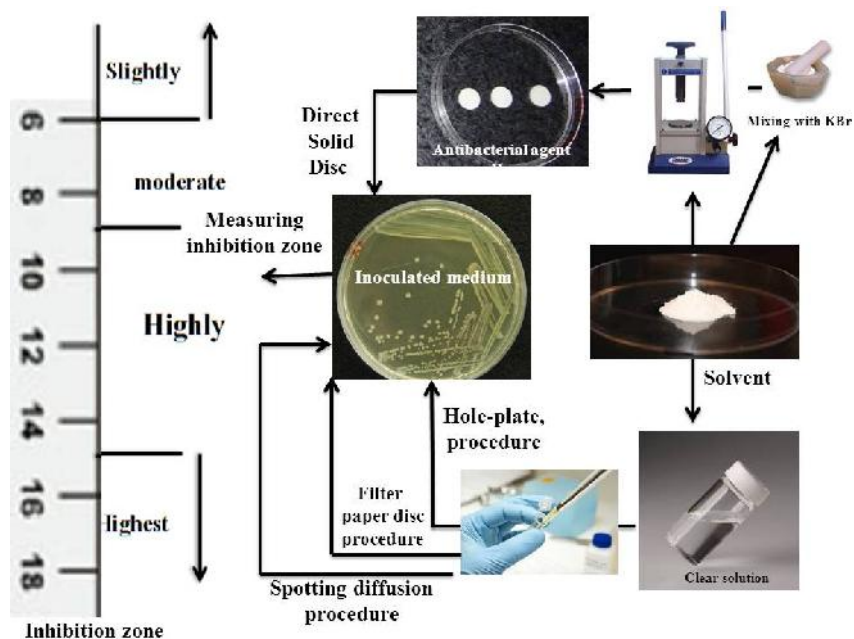 Slightly
6
moderate
8
10
Highly
12
14
16
Highest
18
Inhibition zone
Direct
Solid
Disc
Antibacterial agent
Measuring
inhibition zone
Inoculated medium
Mixing with KBr
Solvent
Hole-plate,
procedure
Filter
paper disc
procedure
Spotting diffusion
procedure
Clear solution